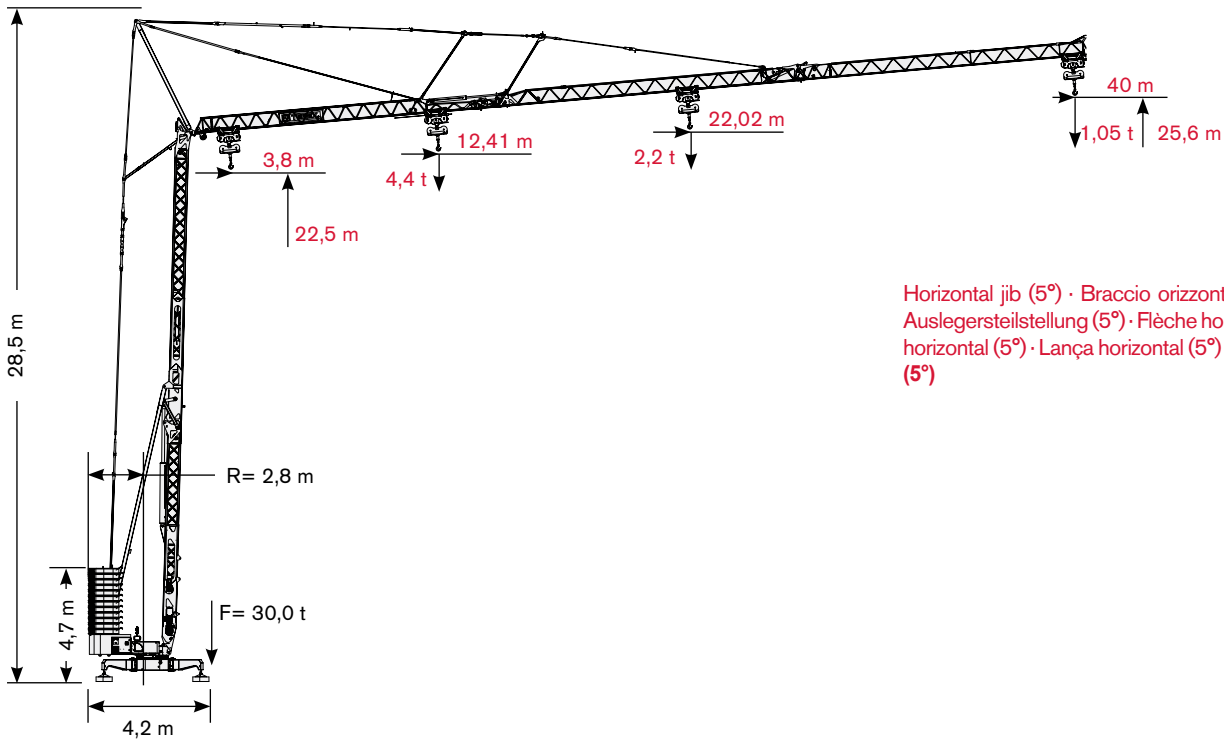 28,5 m
3,8 m
22,5 m
12,41 m
4,4 t
22,02 m
2,2 t
40 m
1,05 t
25,6 m
Horizontal jib (5°) · Braccio orizzont
Auslegersteilstellung (5°) · Flèche ho
horizontal (5°) · Lança horizontal (5°)
(5°)
R= 2,8 m
F= 30,0 t
4,7 m
4,2 m